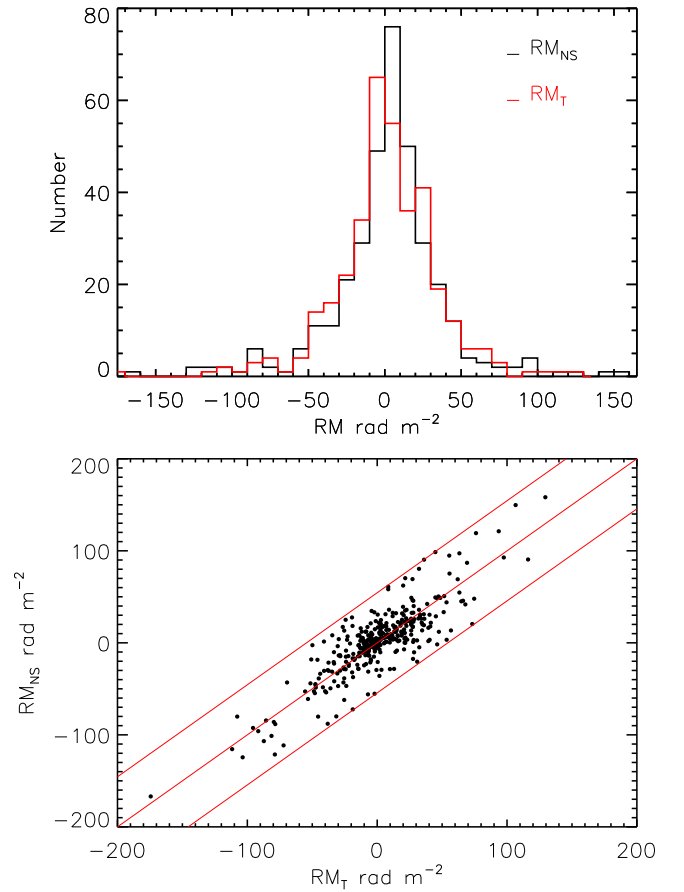 80
60
40
20
0
Number
RM_NS
RM_T
−150 −100 −50 0 50 100 150
RM rad m^−2
200
100
0
−100
−200
RM_NS rad m^−2
−200 −100 0 100 200
RM_T rad m^−2